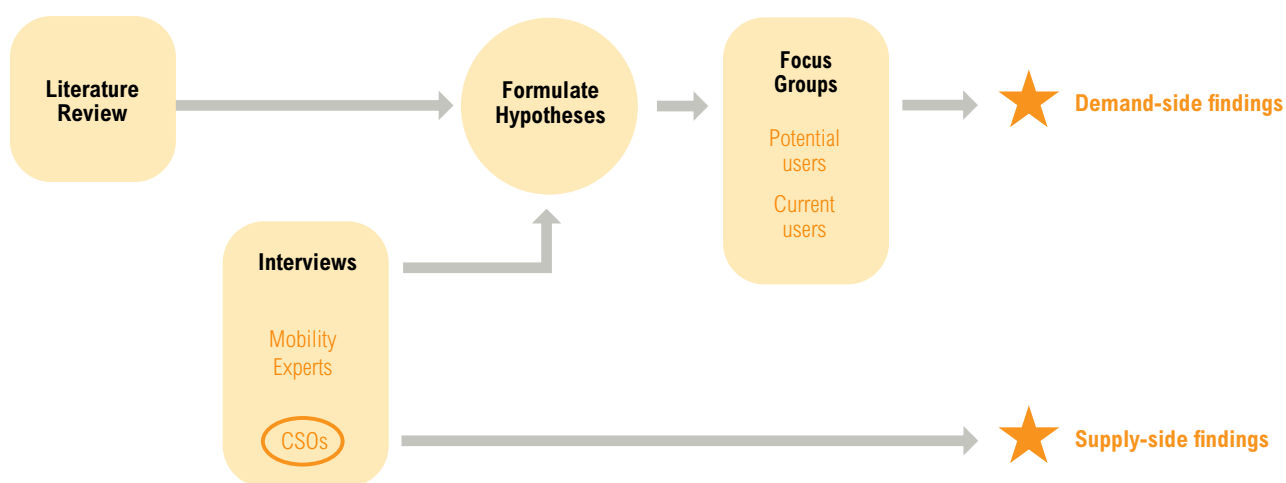 Literature
Review
Formulate
Hypotheses
Focus
Groups
Potential
users
Current
users
Demand-side findings
Interviews
Mobility
Experts
CSOs
Supply-side findings